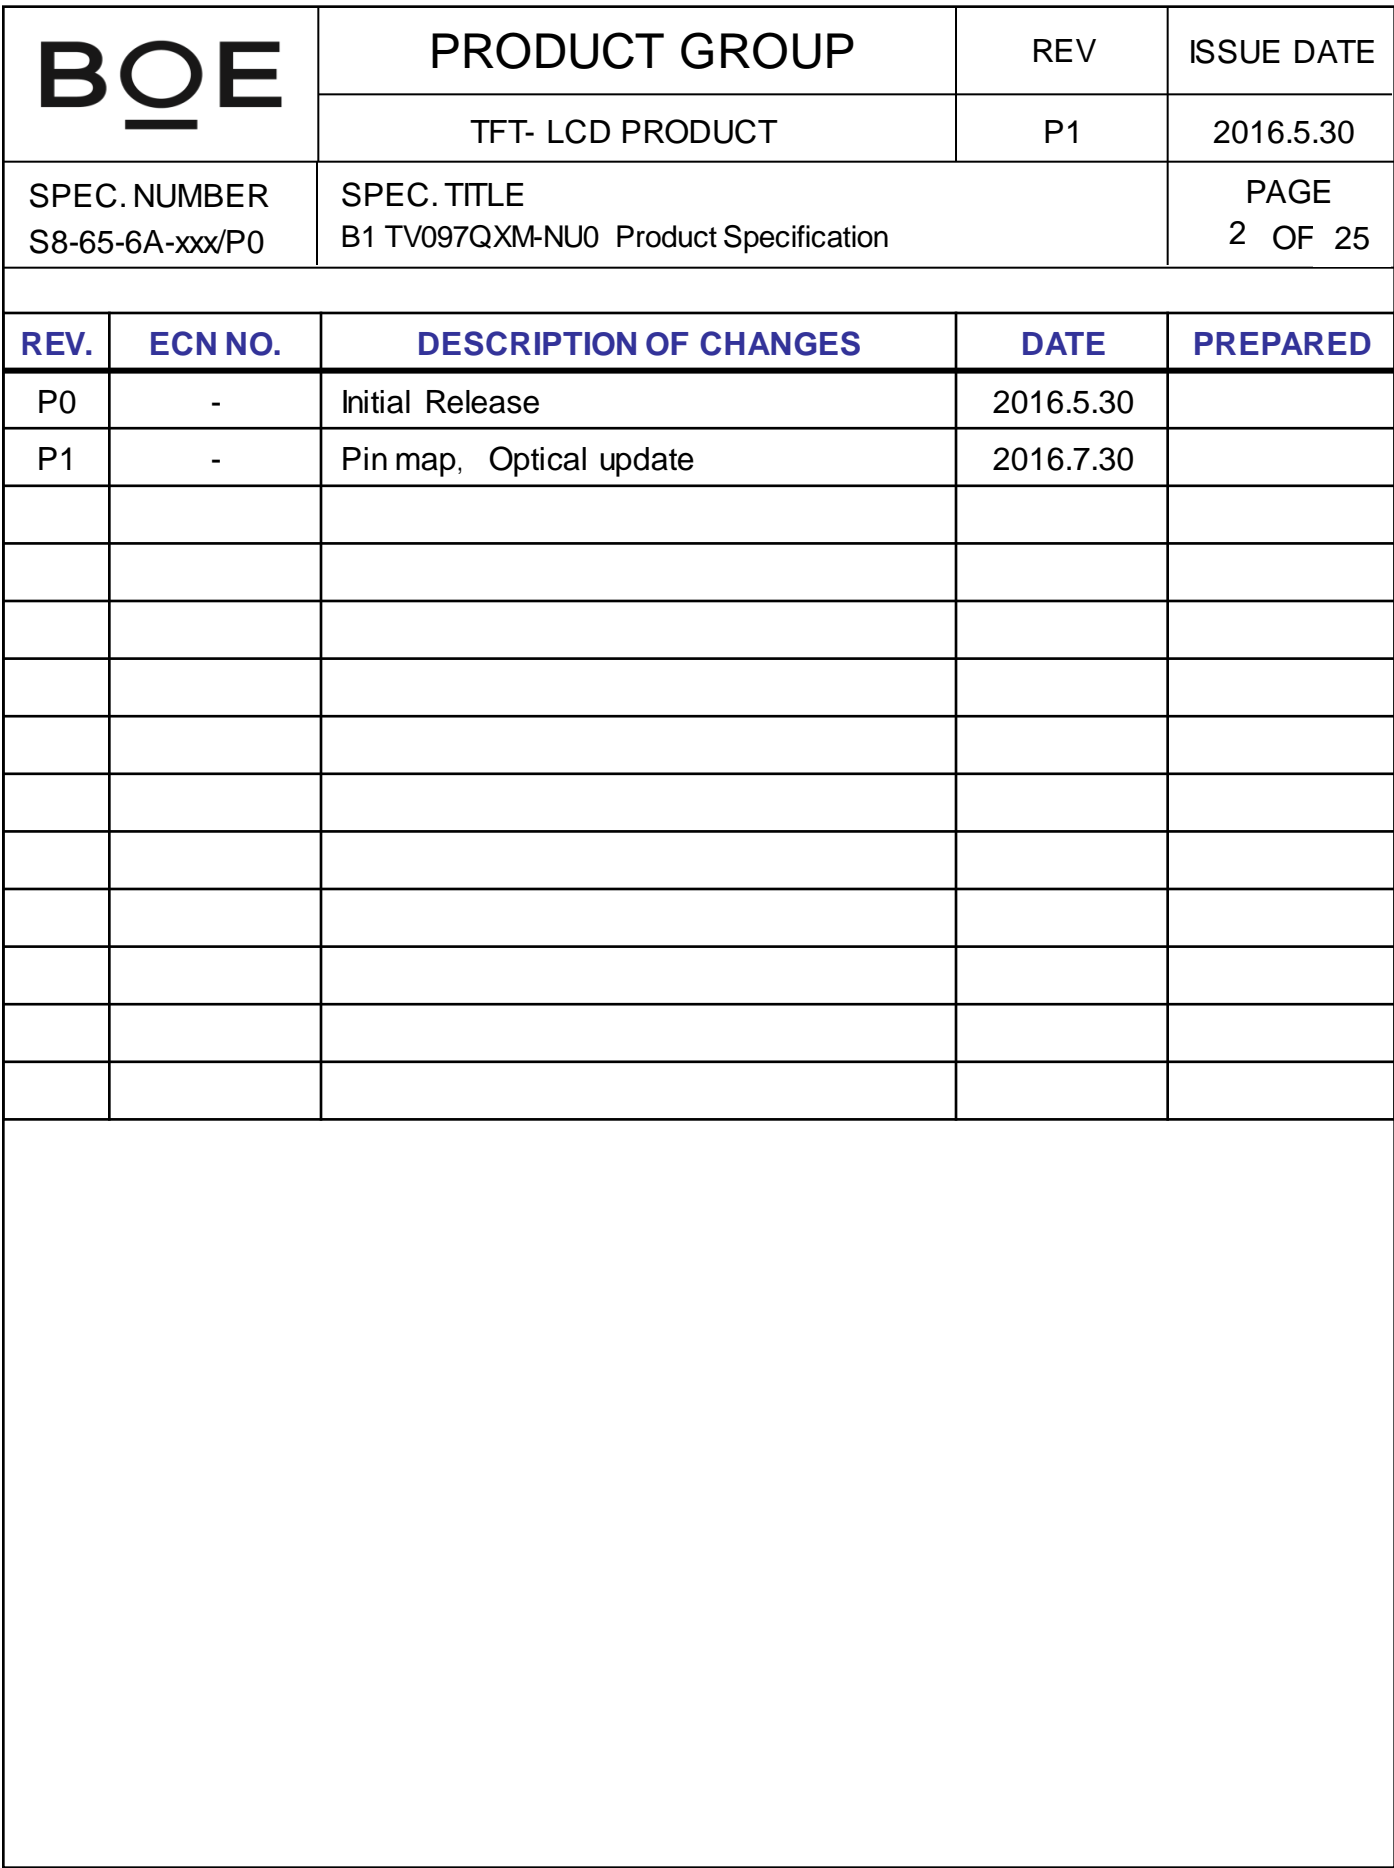 BOE
PRODUCT GROUP
REV
ISSUE DATE
TFT- LCD PRODUCT
P1
2016.5.30
SPEC. NUMBER
S8-65-6A-xxx/P0
SPEC. TITLE
B1 TV097QXM-NU0 Product Specification
PAGE
2 OF 25
REV. ECN NO. DESCRIPTION OF CHANGES DATE PREPARED
P0 - Initial Release 2016.5.30
P1 - Pin map, Optical update 2016.7.30